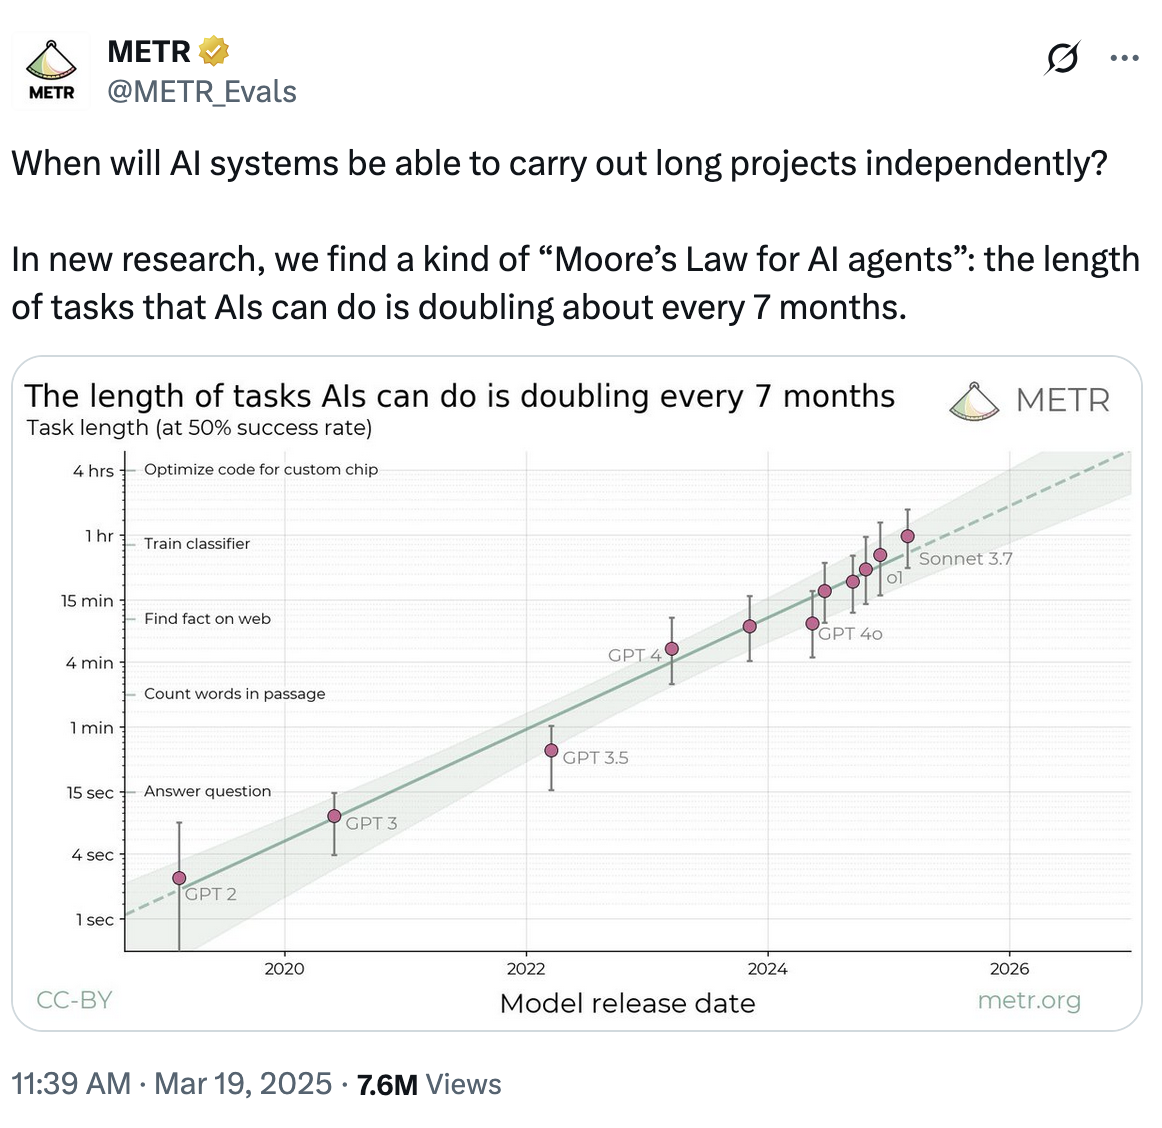 METR
METR
@METR_Evals
When will AI systems be able to carry out long projects independently?
In new research, we find a kind of “Moore’s Law for AI agents”: the length
of tasks that AIs can do is doubling about every 7 months.
The length of tasks AIs can do is doubling every 7 months
METR
Task length (at 50% success rate)
4 hrs
Optimize code for custom chip
1 hr
Train classifier
Sonnet 3.7
o1
15 min
Find fact on web
GPT 4o
GPT 4
4 min
Count words in passage
1 min
GPT 3.5
15 sec
Answer question
GPT 3
4 sec
GPT 2
1 sec
2020
2022
2024
2026
CC-BY
Model release date
metr.org
11:39 AM · Mar 19, 2025 · 7.6M Views